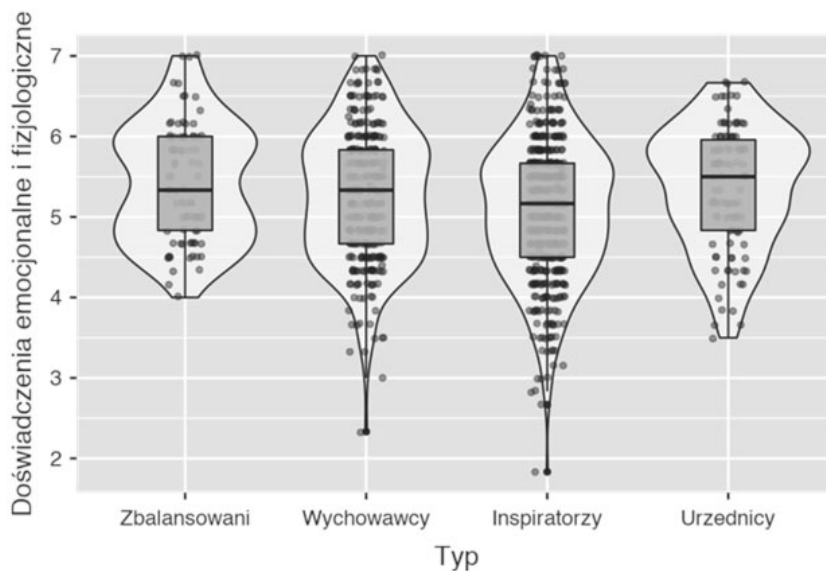 Doświadczenia emocjonalne i fizjologiczne
7
6
5
4
3
2
Zbalansowani Wychowawcy Inspiratorzy Urzednicy
Typ